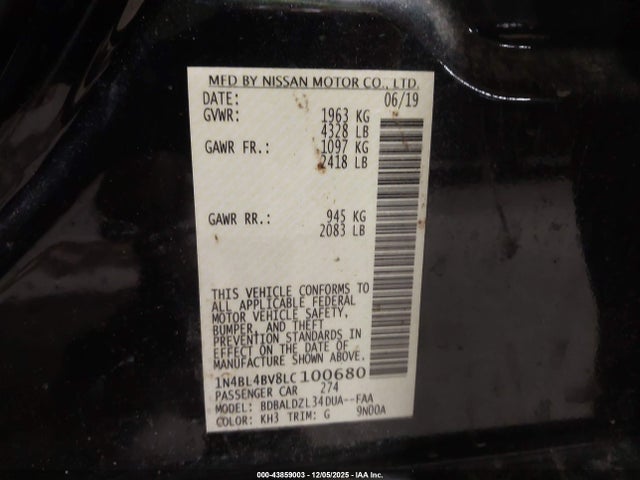 MFD BY NISSAN MOTOR CO., LTD.
DATE: 06/19
GVWR: 1963 KG
4328 LB
GAWR FR.: 1097 KG
2418 LB
GAWR RR.: 945 KG
2083 LB
THIS VEHICLE CONFORMS TO
ALL APPLICABLE FEDERAL
MOTOR VEHICLE SAFETY,
BUMPER, AND THEFT
PREVENTION STANDARDS
IN EFFECT ON THE DATE OF
MANUFACTURE SHOWN ABOVE.
1N4BL4BV8LC100680
PASSENGER CAR 274
MODEL: BDBALDZL34DUA--FAA
COLOR: KH3 TRIM: G 9N00A
000-43859003 - 12/05/2025 - IAA Inc.